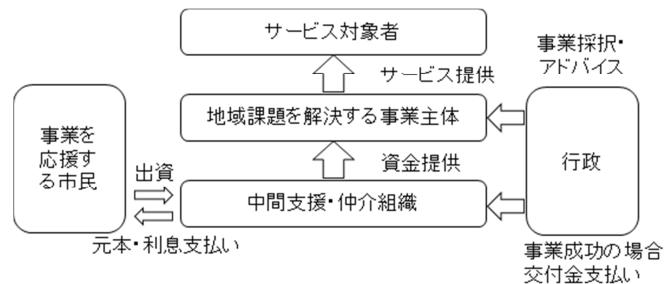 サービス対象者
事業採択・
アドバイス
サービス提供
地域課題を解決する事業主体
事業を
応援す
る市民
行政
資金提供
出資
中間支援・仲介組織
元本・利息支払い
事業成功の場合
交付金支払い